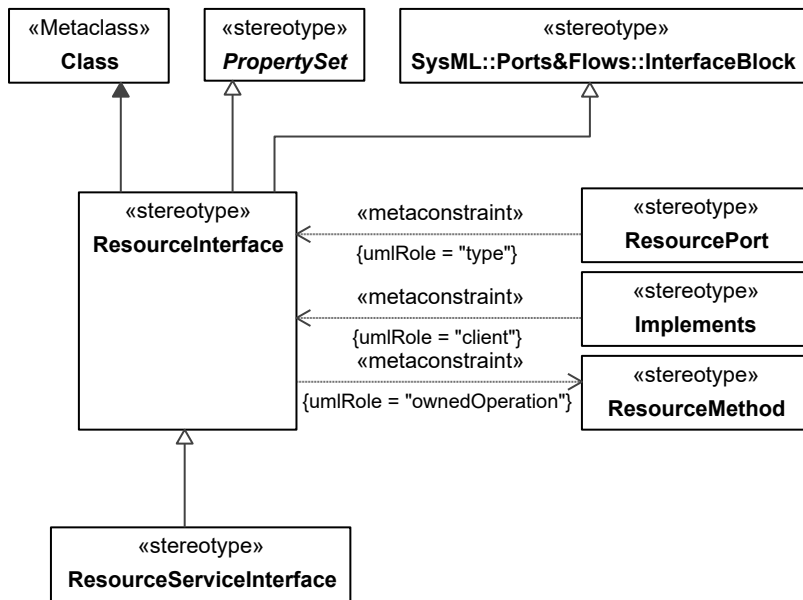 «Metaclass»
Class
«stereotype»
PropertySet
«stereotype»
SysML::Ports&Flows::InterfaceBlock
«stereotype»
ResourceInterface
«metaconstraint»
{umlRole = "type"}
«stereotype»
ResourcePort
«metaconstraint»
{umlRole = "client"}
«stereotype»
Implements
«metaconstraint»
{umlRole = "ownedOperation"}
«stereotype»
ResourceMethod
«stereotype»
ResourceServiceInterface